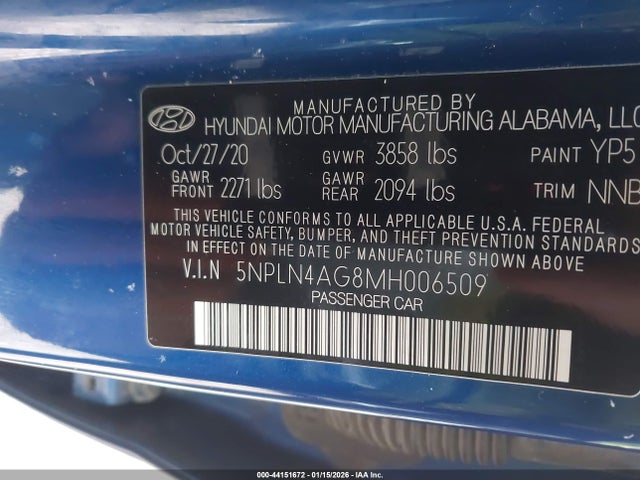 MANUFACTURED BY
HYUNDAI MOTOR MANUFACTURING ALABAMA, LLC
Oct/27/20 GVWR 3858 lbs PAINT YP5
GAWR FRONT 2271 lbs GAWR REAR 2094 lbs TRIM NNB
THIS VEHICLE CONFORMS TO ALL APPLICABLE U.S.A. FEDERAL
MOTOR VEHICLE SAFETY, BUMPER, AND THEFT PREVENTION STANDARDS
IN EFFECT ON THE DATE OF MANUFACTURE SHOWN ABOVE
V.I.N 5NPLN4AG8MH006509
PASSENGER CAR
000-44151672 - 01/15/2026 - IAA Inc.